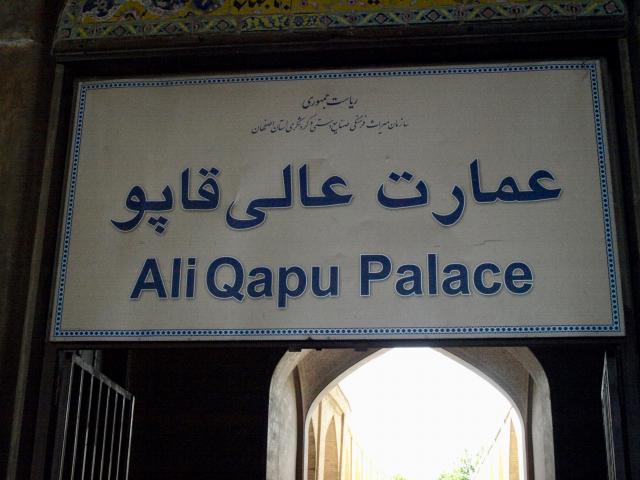 ریاست جمهوری
سازمان میراث فرهنگی صنایع دستی و گردشگری استان اصفهان
عمارت عالی قاپو
Ali Qapu Palace